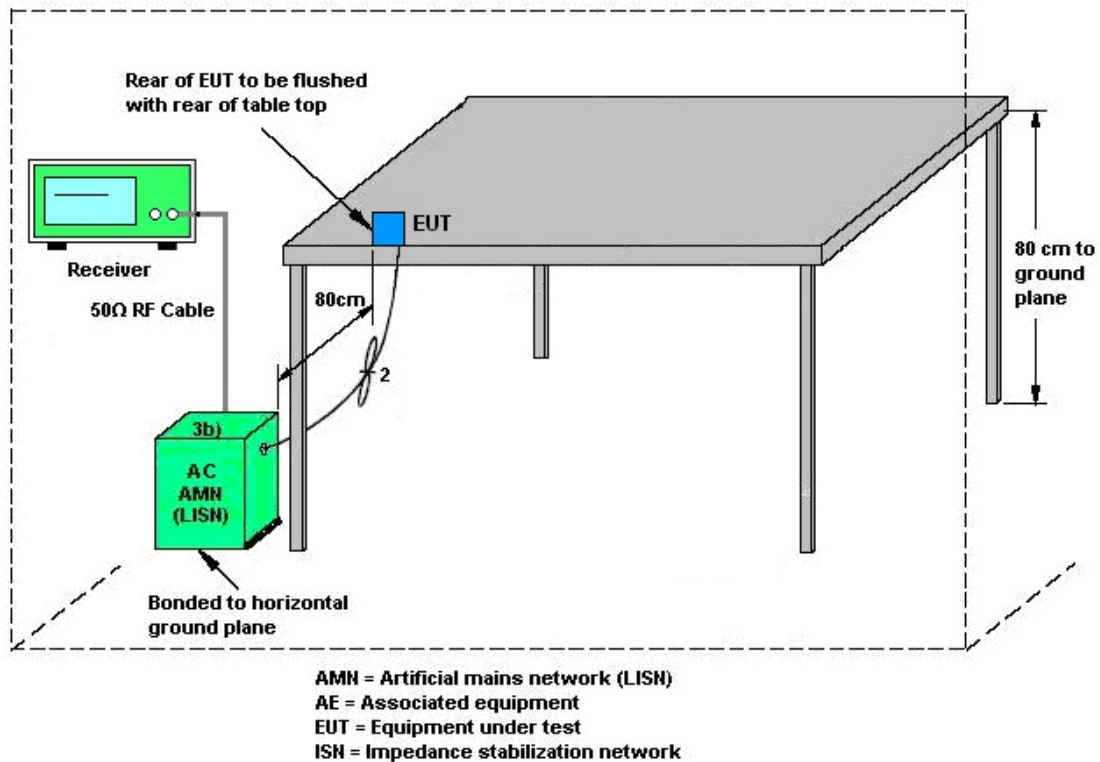 Rear of EUT to be flushed
with rear of table top
EUT
Receiver
80cm
80 cm to
ground
plane
50Ω RF Cable
2
3b)
AC
AMN
(LISN)
Bonded to horizontal
ground plane
AMN = Artificial mains network (LISN)
AE = Associated equipment
EUT = Equipment under test
ISN = Impedance stabilization network